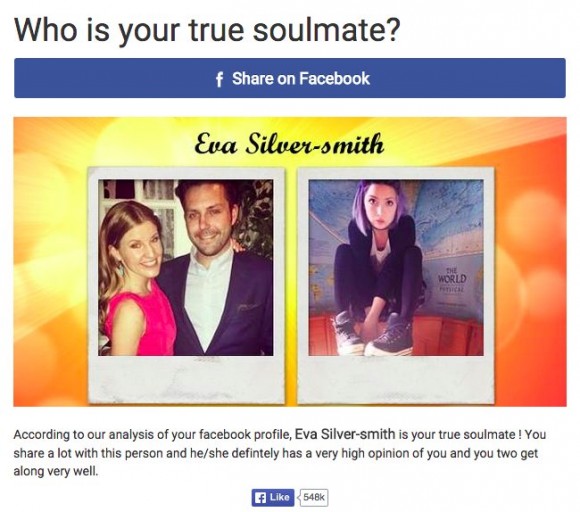 Who is your true soulmate?
f Share on Facebook
Eva Silver-smith
THE
WORLD
PHYSICAL
According to our analysis of your facebook profile, Eva Silver-smith is your true soulmate ! You
share a lot with this person and he/she defintely has a very high opinion of you and you two get
along very well.
f Like 548k